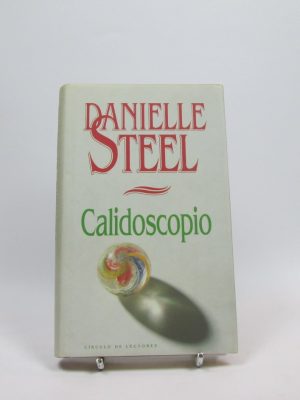 DANIELLE
STEEL
Calidoscopio
CÍRCULO DE LECTORES